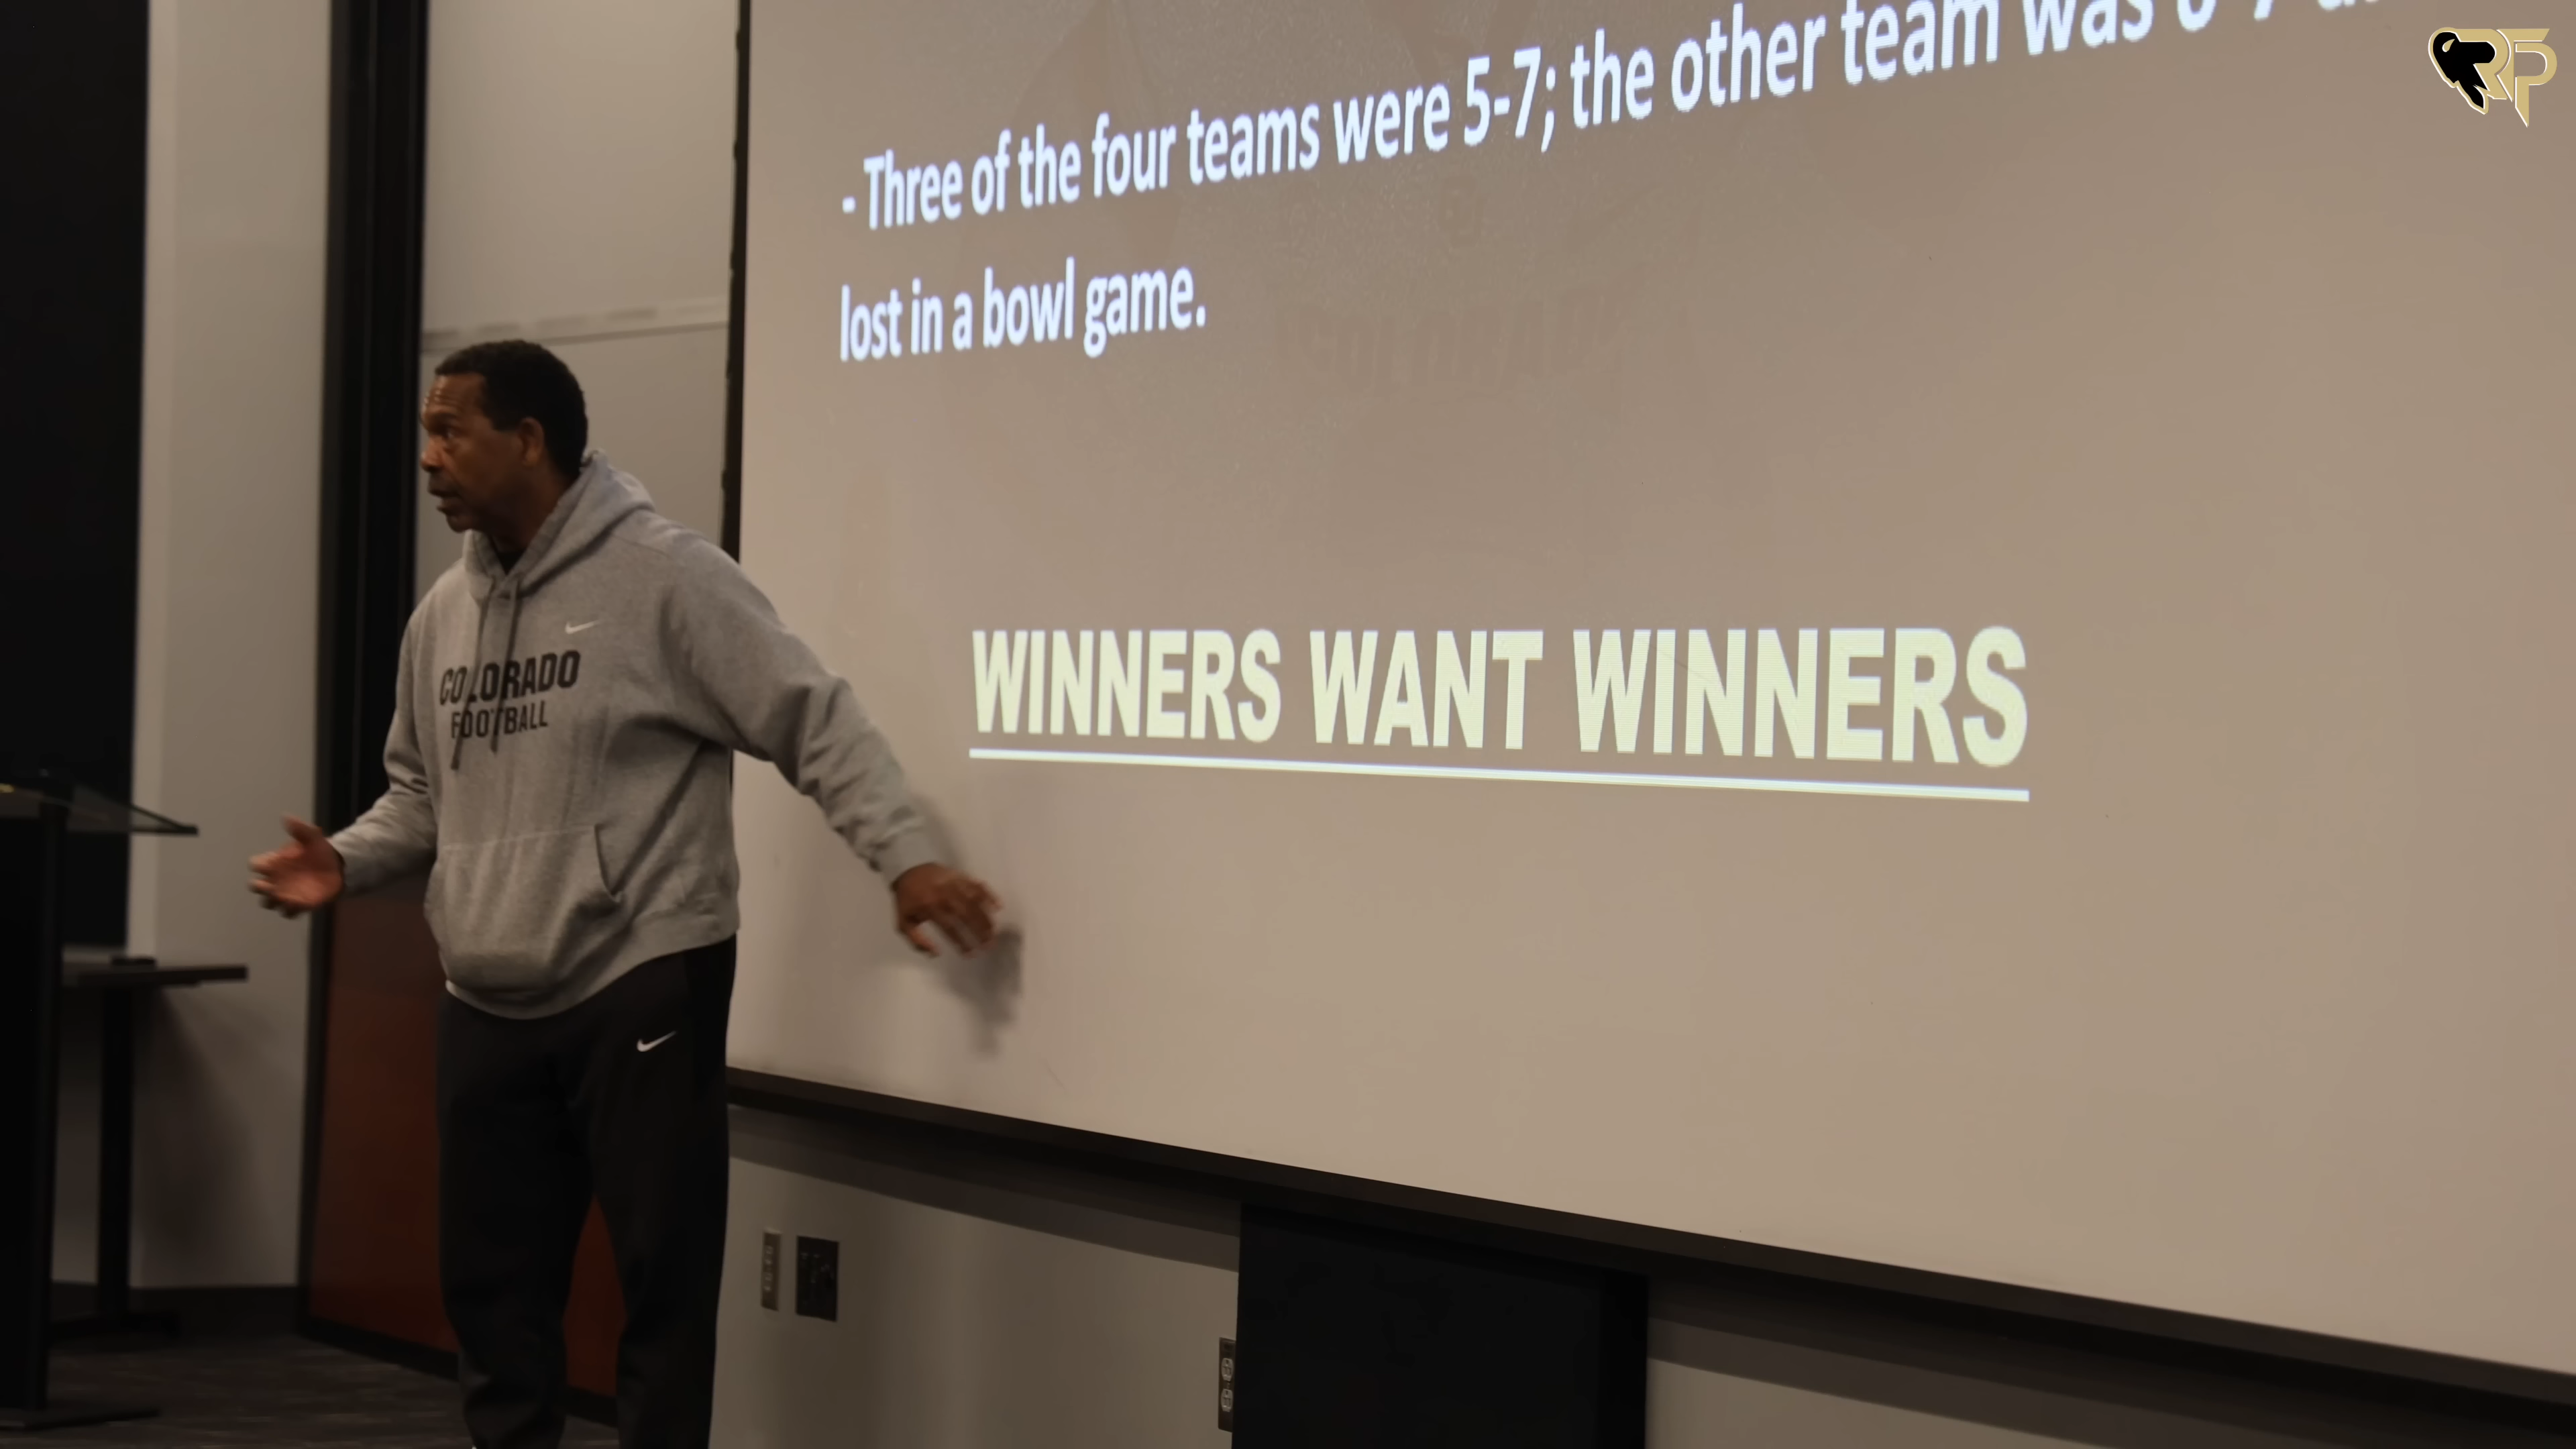 - Three of the four teams were 5-7; the other team was
lost in a bowl game.
WINNERS WANT WINNERS
COLORADO
FOOTBALL